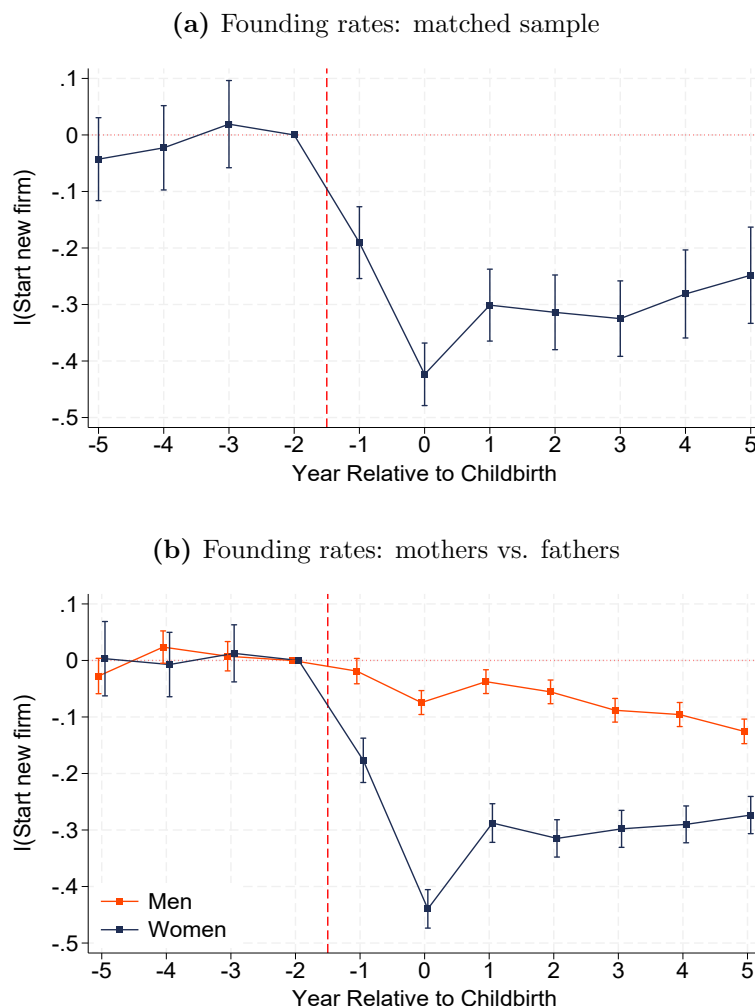 (a) Founding rates: matched sample
I(Start new firm)
.1
0
-.1
-.2
-.3
-.4
-.5
-5 -4 -3 -2 -1 0 1 2 3 4 5
Year Relative to Childbirth
(b) Founding rates: mothers vs. fathers
I(Start new firm)
.1
0
-.1
-.2
-.3
-.4
-.5
Men
Women
-5 -4 -3 -2 -1 0 1 2 3 4 5
Year Relative to Childbirth